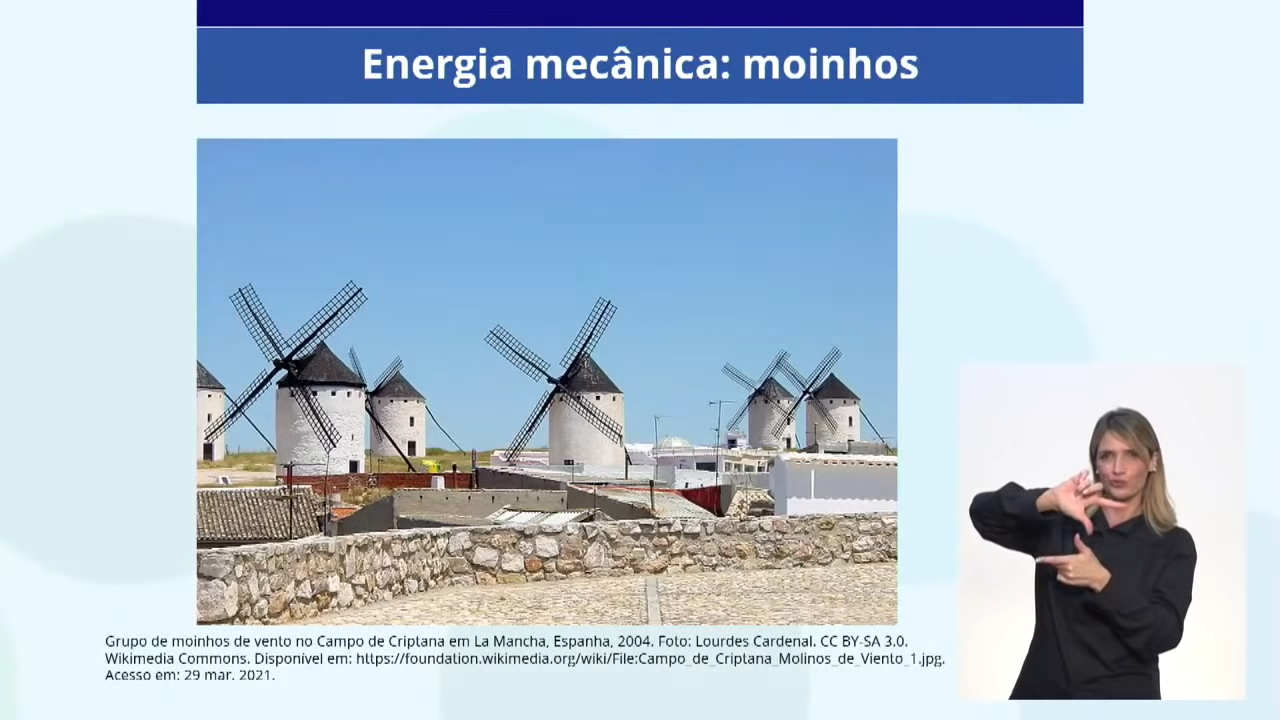 Energia mecânica: moinhos
Grupo de moinhos de vento no Campo de Criptana em La Mancha, Espanha, 2004. Foto: Lourdes Cardenal. CC BY-SA 3.0.
Wikimedia Commons. Disponível em: https://foundation.wikimedia.org/wiki/File:Campo_de_Criptana_Molinos_de_Viento_1.jpg.
Acesso em: 29 mar. 2021.